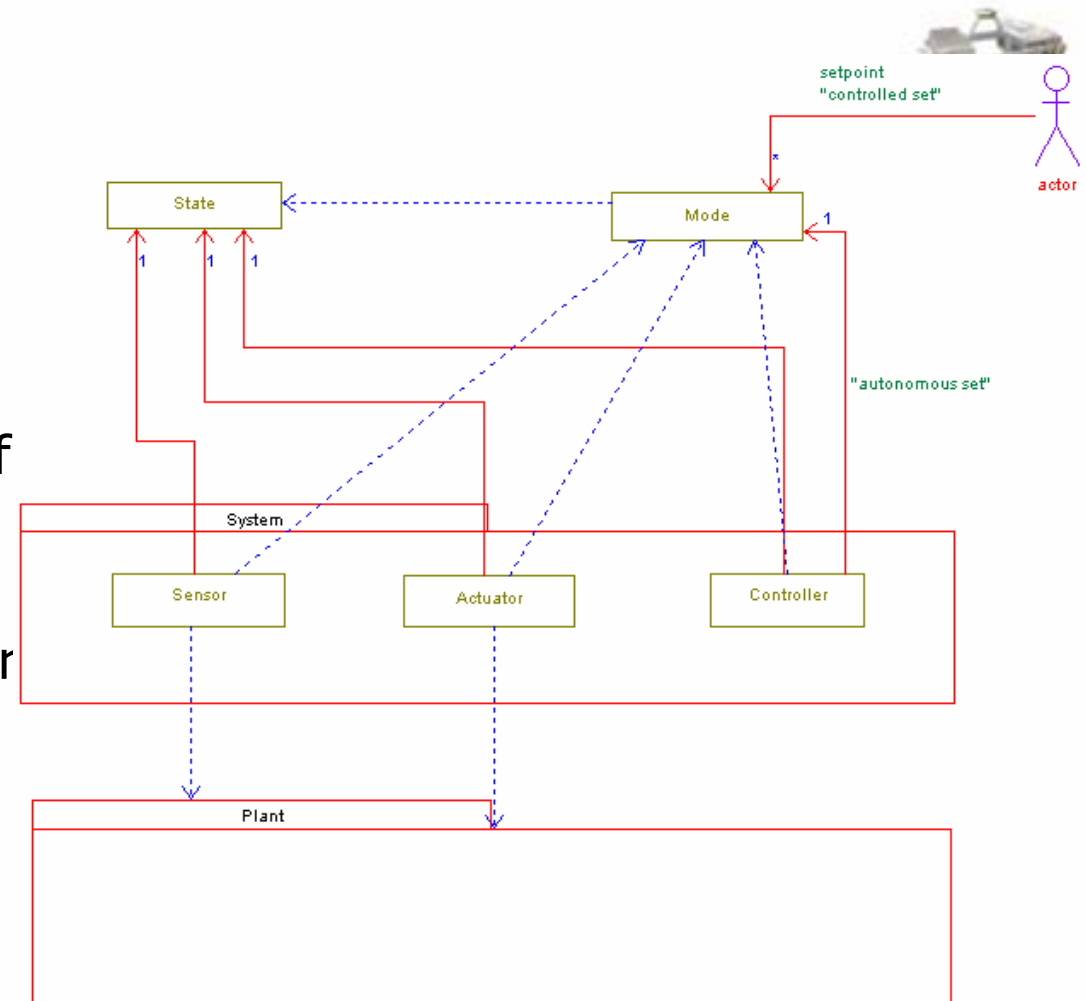 setpoint
"controlled set"
*
actor
State
Mode
1
1
1
1
"autonomous set"
f
System
Sensor
Actuator
Controller
r
Plant